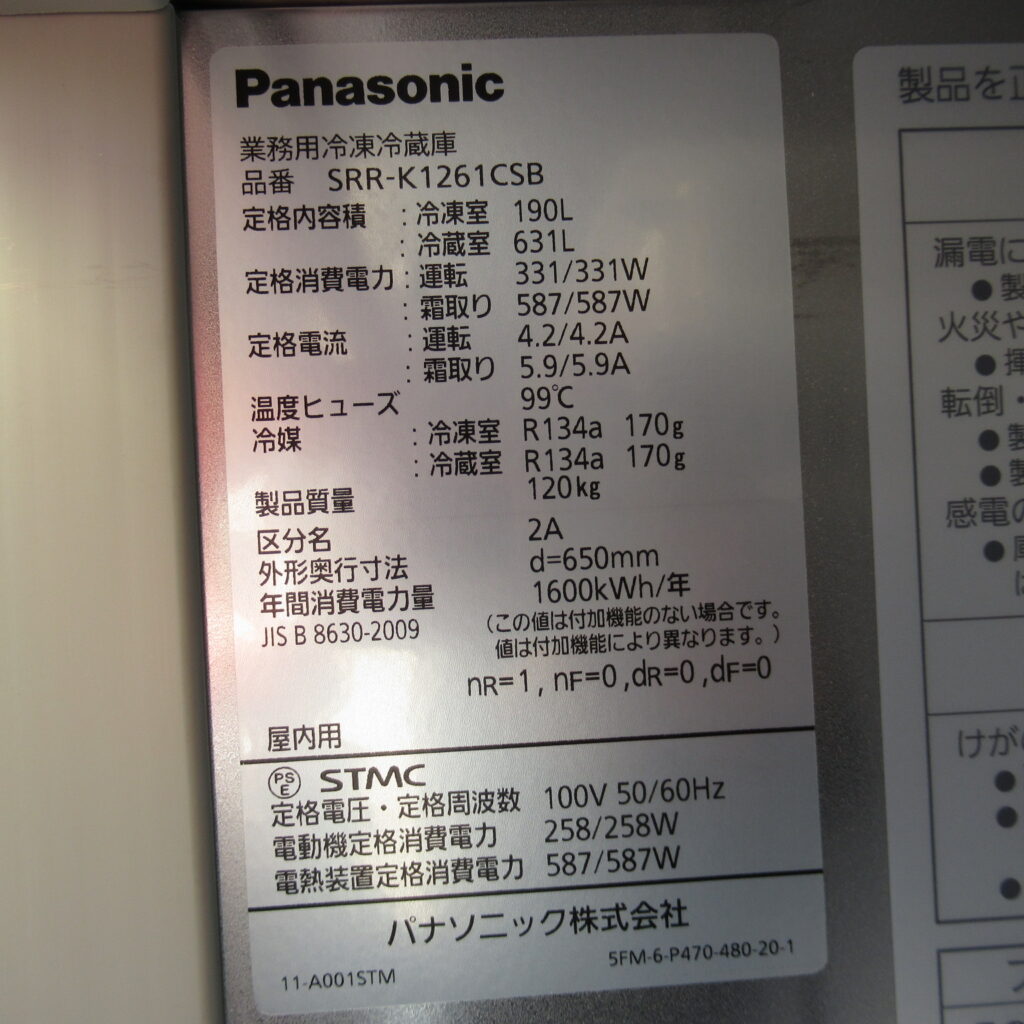 Panasonic
業務用冷凍冷蔵庫
品番 SRR-K1261CSB
定格内容積 : 冷凍室 190L
: 冷蔵室 631L
定格消費電力 : 運転 331/331W
: 霜取り 587/587W
定格電流 : 運転 4.2/4.2A
: 霜取り 5.9/5.9A
温度ヒューズ 99℃
冷媒 : 冷凍室 R134a 170g
: 冷蔵室 R134a 170g
製品質量 120kg
区分名 2A
外形奥行寸法 d=650mm
年間消費電力量 1600kWh/年
JIS B 8630-2009 (この値は付加機能のない場合です。
値は付加機能により異なります。)
nR=1, nF=0,dR=0,dF=0
屋内用
PSE STMC
定格電圧・定格周波数 100V 50/60Hz
電動機定格消費電力 258/258W
電熱装置定格消費電力 587/587W
パナソニック株式会社
11-A001STM 5FM-6-P470-480-20-1
製品を正
漏電に
●製
火災や
●揮
転倒・
●製
●製
感電の
●
は
けがの
●
●
●